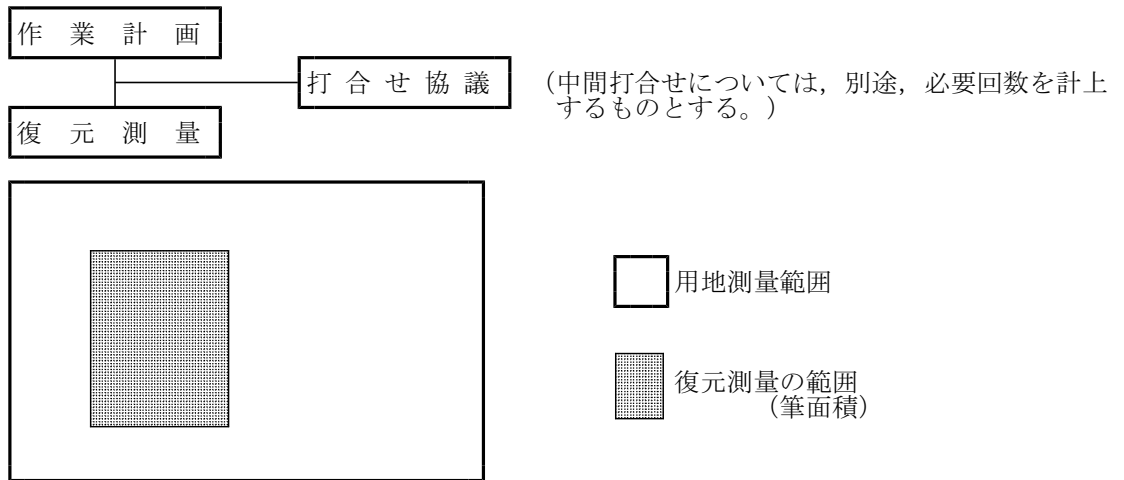 作業計画
打合せ協議
(中間打合せについては，別途，必要回数を計上
するものとする。)
復元測量
用地測量範囲
復元測量の範囲
(筆面積)